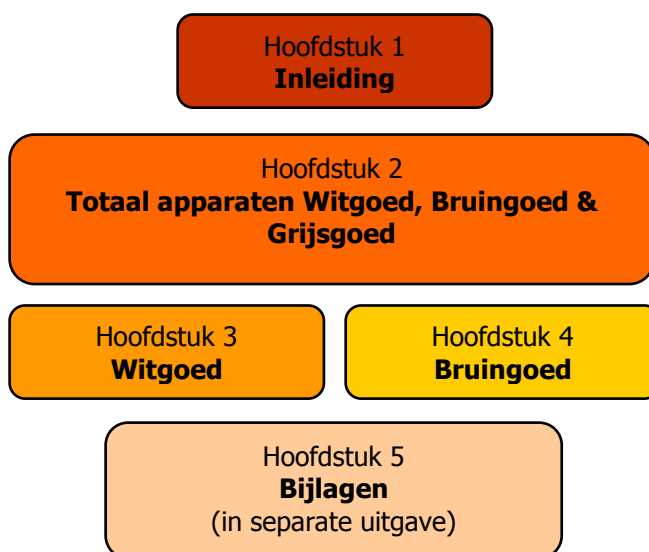 Hoofdstuk 1
Inleiding
Hoofdstuk 2
Totaal apparaten Witgoed, Bruingoed &
Grijsgoed
Hoofdstuk 3
Witgoed
Hoofdstuk 4
Bruingoed
Hoofdstuk 5
Bijlagen
(in separate uitgave)